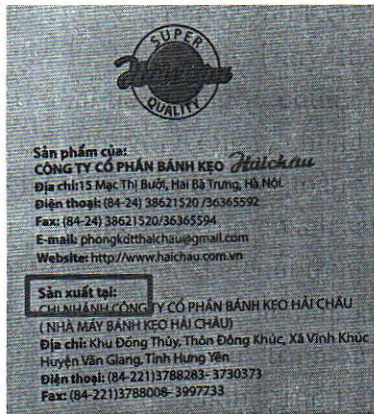 SUPER
Haichau
QUALITY
Sản phẩm của:
CÔNG TY CỔ PHẦN BÁNH KẸO Haichau
Địa chỉ:15 Mạc Thị Bưởi, Hai Bà Trưng, Hà Nội.
Điện thoại: (84-24) 38621520 /36365592
Fax: (84-24) 38621520/36365594
E-mail: phongkdtthaichau@gmail.com
Website: http//www.haichau.com.vn
Sản xuất tại:
CHI NHÁNH CÔNG TY CỔ PHẦN BÁNH KẸO HẢI CHÂU
( NHÀ MÁY BÁNH KẸO HẢI CHÂU)
Địa chỉ: Khu Đồng Thủy, Thôn Đồng Khúc, Xã Vĩnh Khúc
Huyện Văn Giang, Tỉnh Hưng Yên
Điện thoại: (84-221)3788283- 3730373
Fax: (84-221)3788008- 3997733